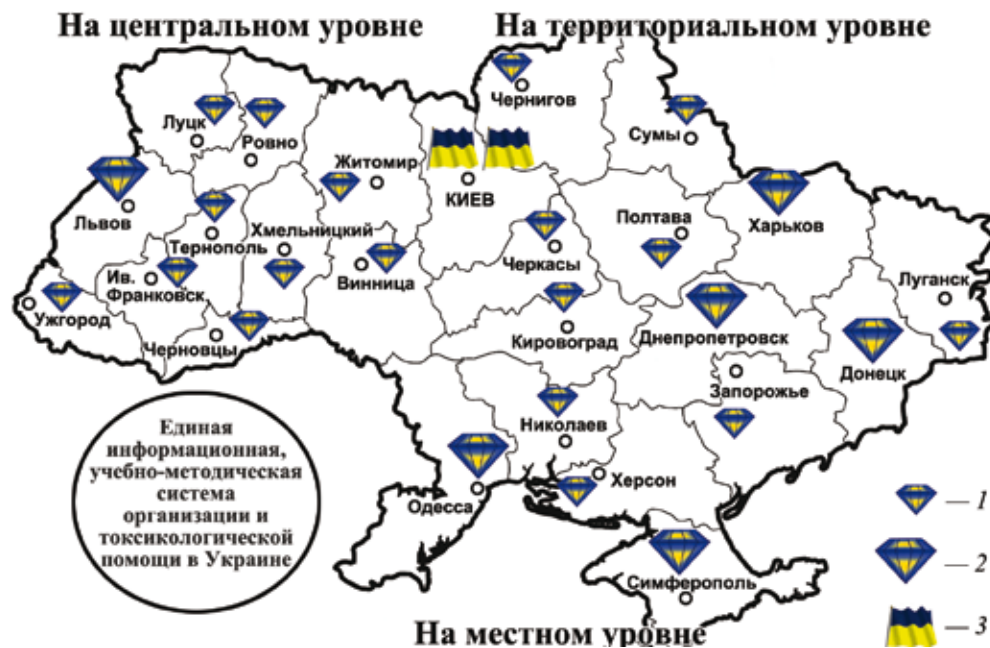 На центральном уровне
На территориальном уровне
Чернигов
Луцк
Ровно
Сумы
Житомир
КИЕВ
Львов
Тернополь
Хмельницкий
Полтава
Харьков
Ив.
Франковск
Винница
Черкасы
Луганск
Ужгород
Черновцы
Кировоград
Днепропетровск
Запорожье
Донецк
Николаев
Единая
информационная,
учебно-методическая
система
организации и
токсикологической
помощи в Украине
Одесса
Херсон
Симферополь
— 1
— 2
— 3
На местном уровне